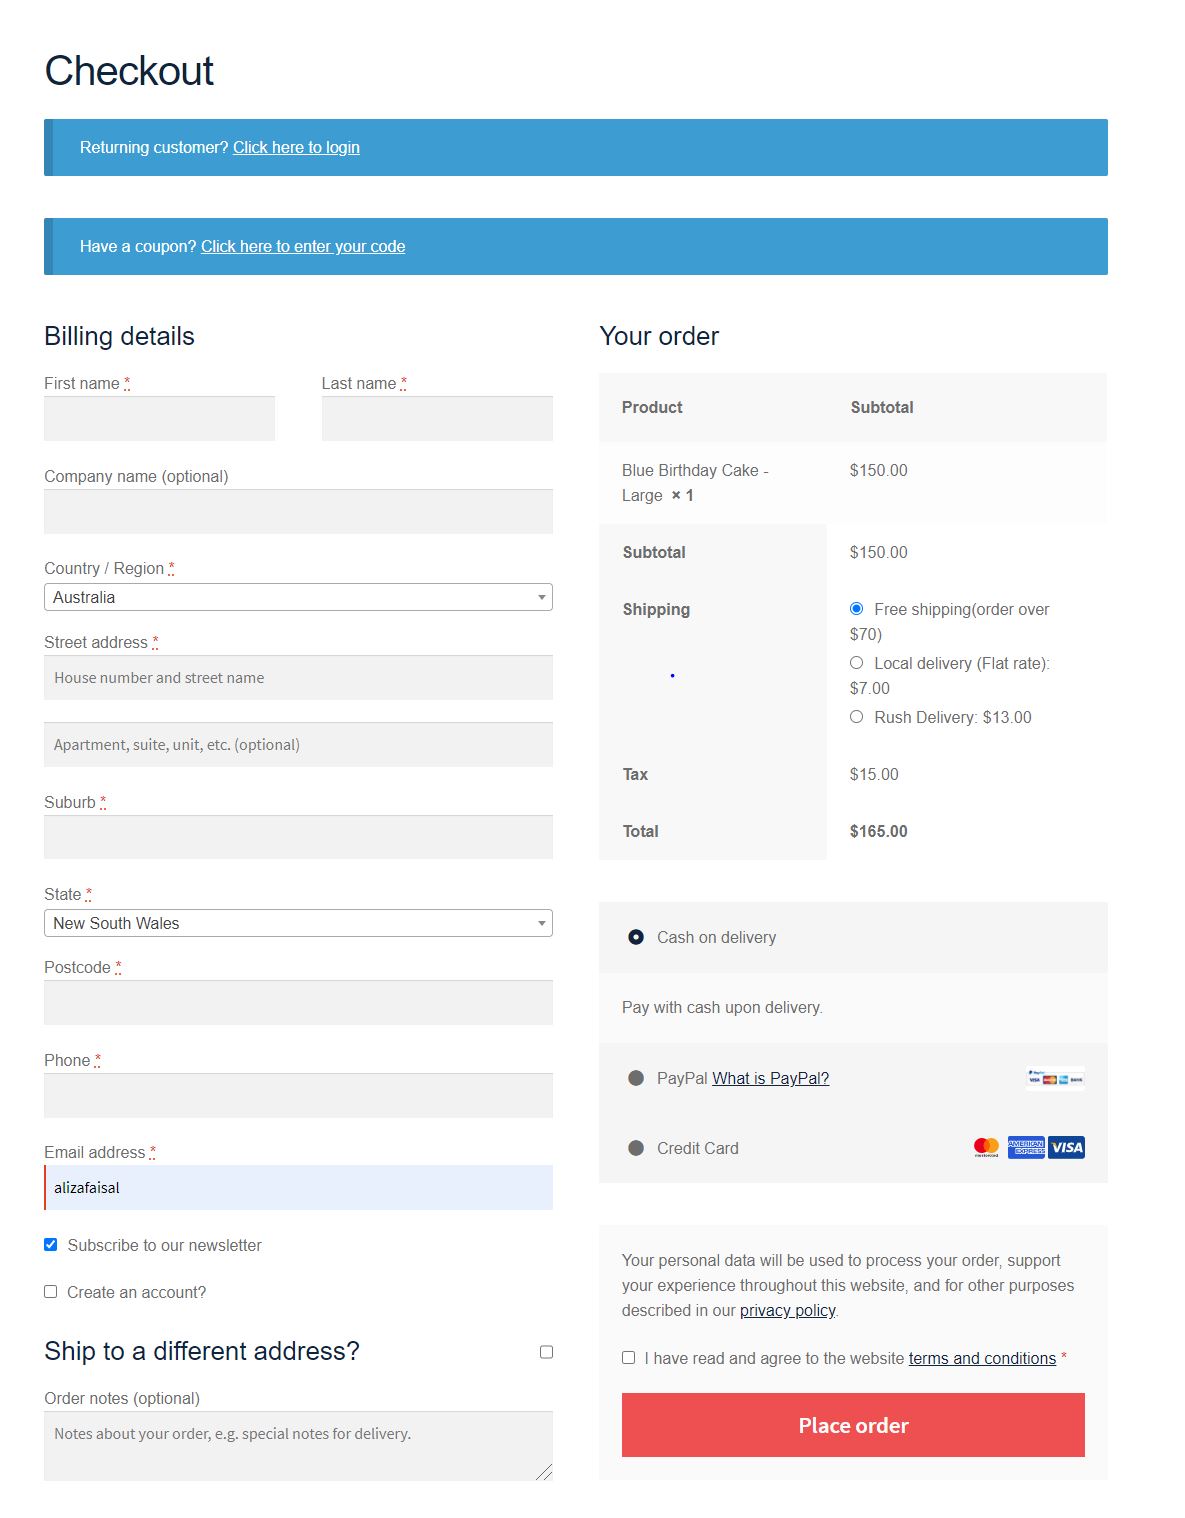 Checkout
Returning customer? Click here to login
Have a coupon? Click here to enter your code
Billing details
First name *
Last name *
Company name (optional)
Country / Region *
Australia
Street address *
House number and street name
Apartment, suite, unit, etc. (optional)
Suburb *
State *
New South Wales
Postcode *
Phone *
Email address *
alizafaisal
Subscribe to our newsletter
Create an account?
Ship to a different address?
Order notes (optional)
Notes about your order, e.g. special notes for delivery.
Your order
Product Subtotal
Blue Birthday Cake - $150.00
Large × 1
Subtotal $150.00
Shipping Free shipping(order over
$70)
Local delivery (Flat rate):
$7.00
Rush Delivery: $13.00
Tax $15.00
Total $165.00
Cash on delivery
Pay with cash upon delivery.
PayPal What is PayPal?
Credit Card mastercard AMERICAN EXPRESS VISA
Your personal data will be used to process your order, support
your experience throughout this website, and for other purposes
described in our privacy policy.
I have read and agree to the website terms and conditions *
Place order